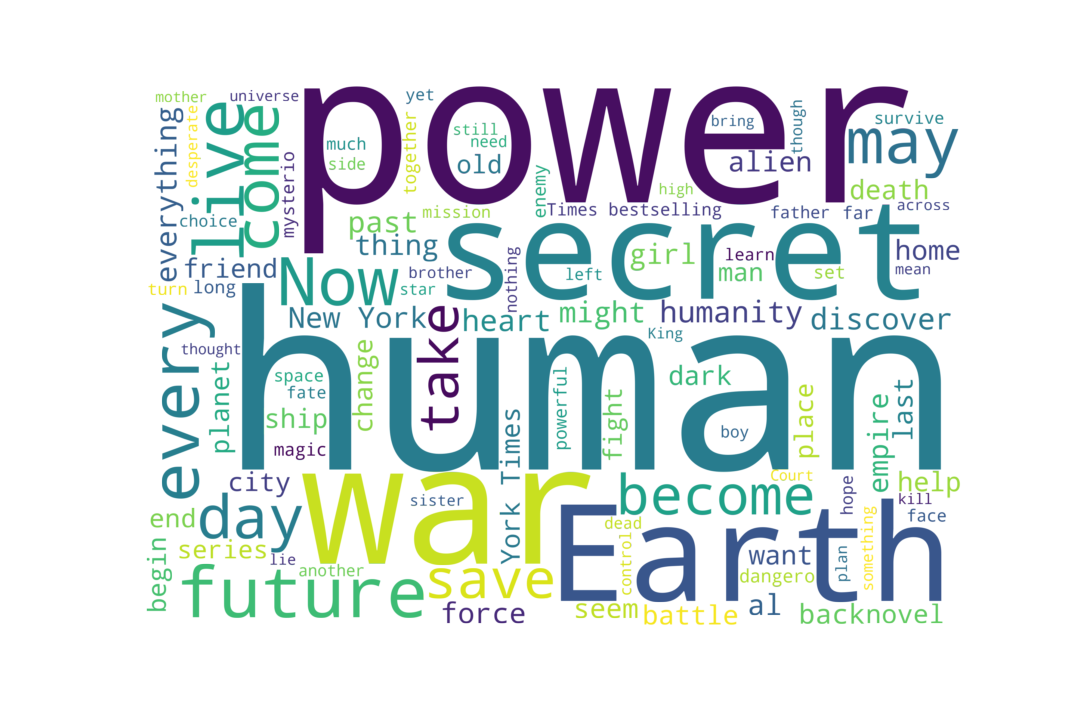 mother
universe
yet
power
bring
though
survive
everything
desperate
live
come
mysterio
much
side
together
still
need
old
alien
may
death
choice
past
mission
enemy
high
Times bestselling
father
far
across
friend
thing
secret
girl
man
learn
home
turn
long
Now
brother
star
nothing
left
set
mean
New York
take
heart
might
humanity
discover
King
every
thought
planet
human
space
fate
change
ship
magic
powerful
fight
dark
boy
place
empire
last
city
war
York Times
Court
hope
help
day
sister
become
kill
face
end
series
lie
another
dead
control
Earth
want
plan
something
begin
future
save
force
seem
battle
dangero
al
back
novel